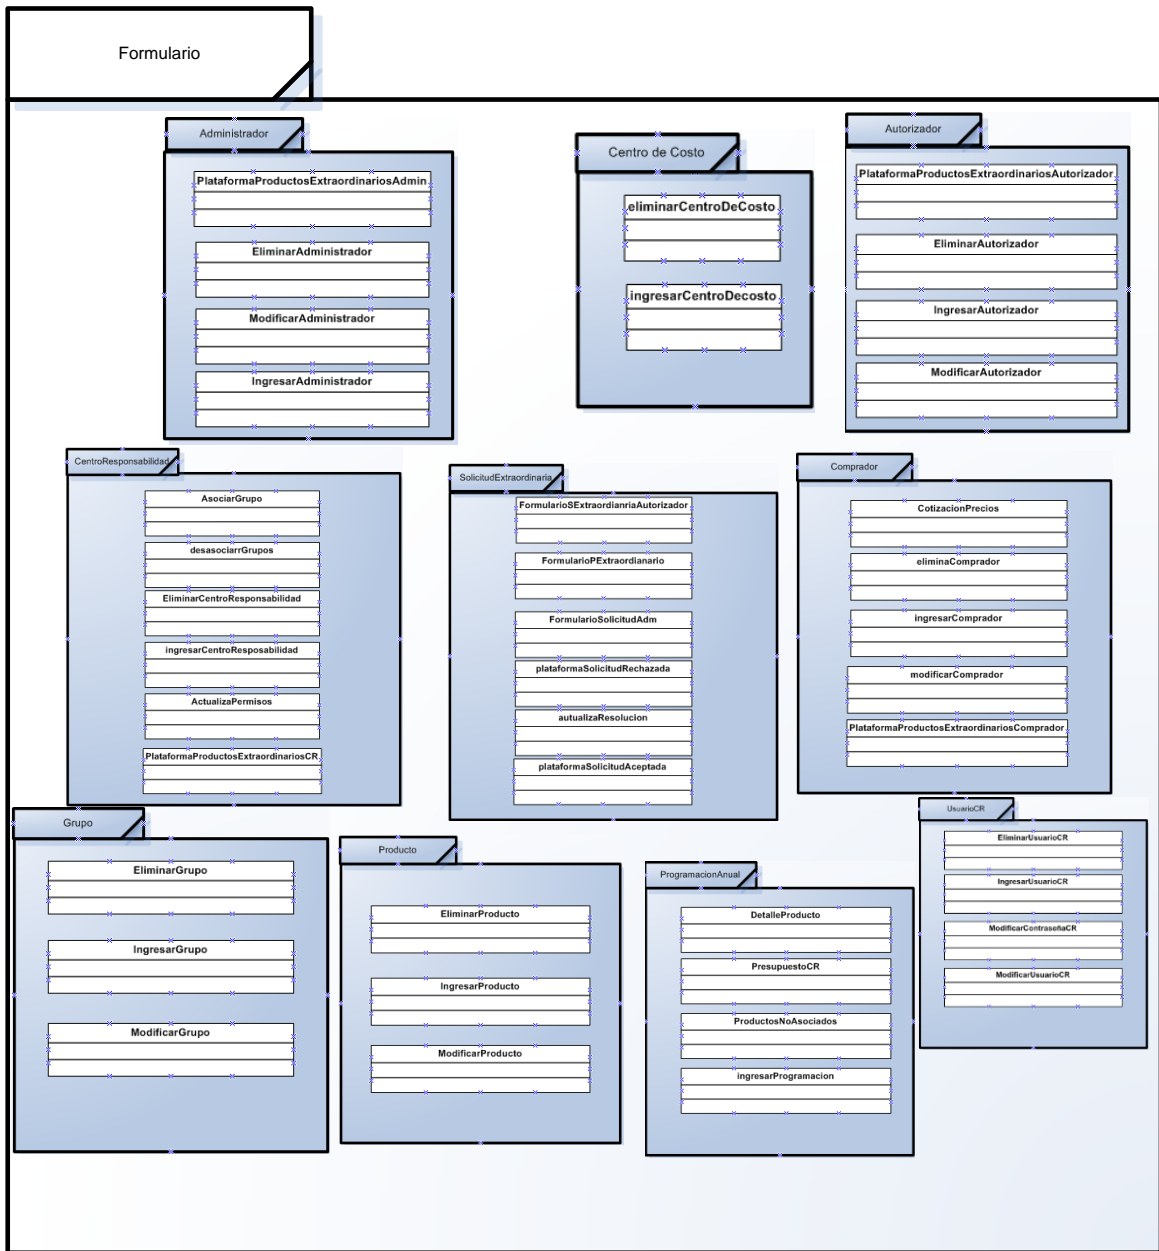 Formulario
Administrador
PlataformaProductosExtraordinariosAdmin
EliminarAdministrador
ModificarAdministrador
IngresarAdministrador
Centro de Costo
eliminarCentroDeCosto
ingresarCentroDecosto
Autorizador
PlataformaProductosExtraordinariosAutorizador
EliminarAutorizador
IngresarAutorizador
ModificarAutorizador
CentroResponsabilidad
AsociarGrupo
desasociarrGrupos
EliminarCentroResponsabilidad
ingresarCentroResposabilidad
ActualizaPermisos
PlataformaProductosExtraordinariosCR
SolicitudExtraordinaria
FormularioSExtraordianriaAutorizador
FormularioPExtraordianario
FormularioSolicitudAdm
plataformaSolicitudRechazada
autualizaResolucion
plataformaSolicitudAceptada
Comprador
CotizacionPrecios
eliminaComprador
ingresarComprador
modificarComprador
PlataformaProductosExtraordinariosComprador
Grupo
EliminarGrupo
IngresarGrupo
ModificarGrupo
Producto
EliminarProducto
IngresarProducto
ModificarProducto
ProgramacionAnual
DetalleProducto
PresupuestoCR
ProductosNoAsociados
ingresarProgramacion
UsuarioCR
EliminarUsuarioCR
IngresarUsuarioCR
ModificarContraseñaCR
ModificarUsuarioCR